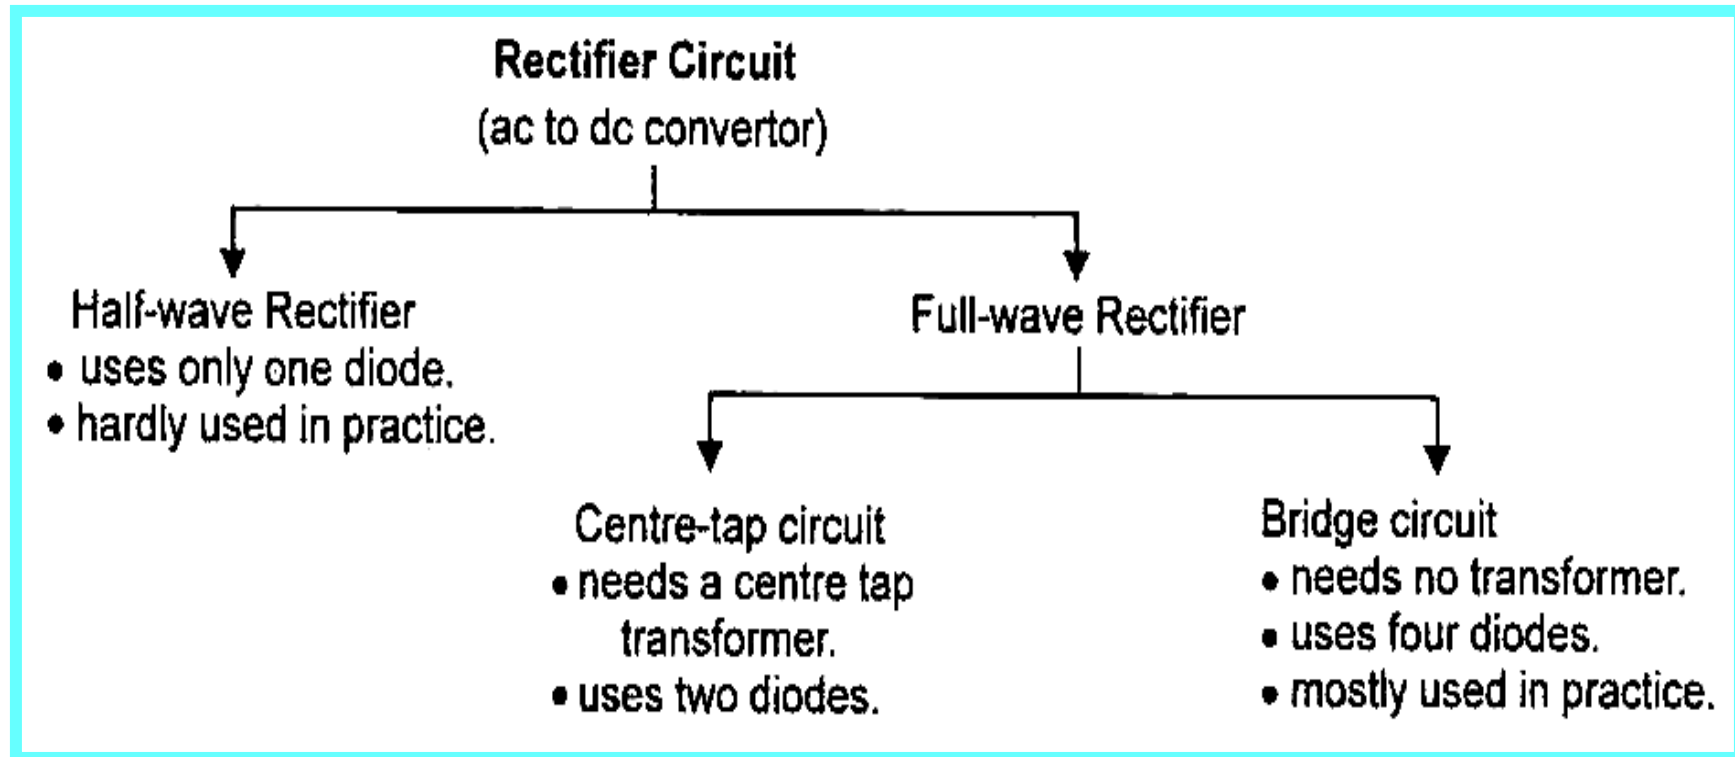 Rectifier Circuit
(ac to dc convertor)
Half-wave Rectifier
• uses only one diode.
• hardly used in practice.
Full-wave Rectifier
Centre-tap circuit
• needs a centre tap
transformer.
• uses two diodes.
Bridge circuit
• needs no transformer.
• uses four diodes.
• mostly used in practice.